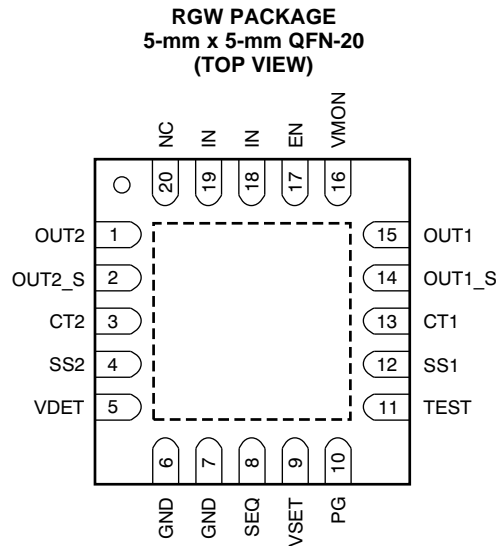 RGW PACKAGE
5-mm x 5-mm QFN-20
(TOP VIEW)
NC
IN
IN
EN
VMON
20
19
18
17
16
OUT2 1
15 OUT1
OUT2_S 2
14 OUT1_S
CT2 3
13 CT1
SS2 4
12 SS1
VDET 5
11 TEST
6
7
8
9
10
GND
GND
SEQ
VSET
PG